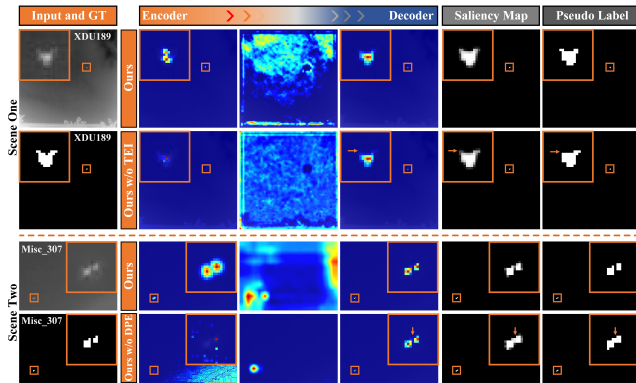 Input and GT
Encoder
Decoder
Saliency Map
Pseudo Label
Scene One
XDU189
Ours
XDU189
Ours w/o TEI
Scene Two
Misc_307
Ours
Misc_307
Ours w/o DPE